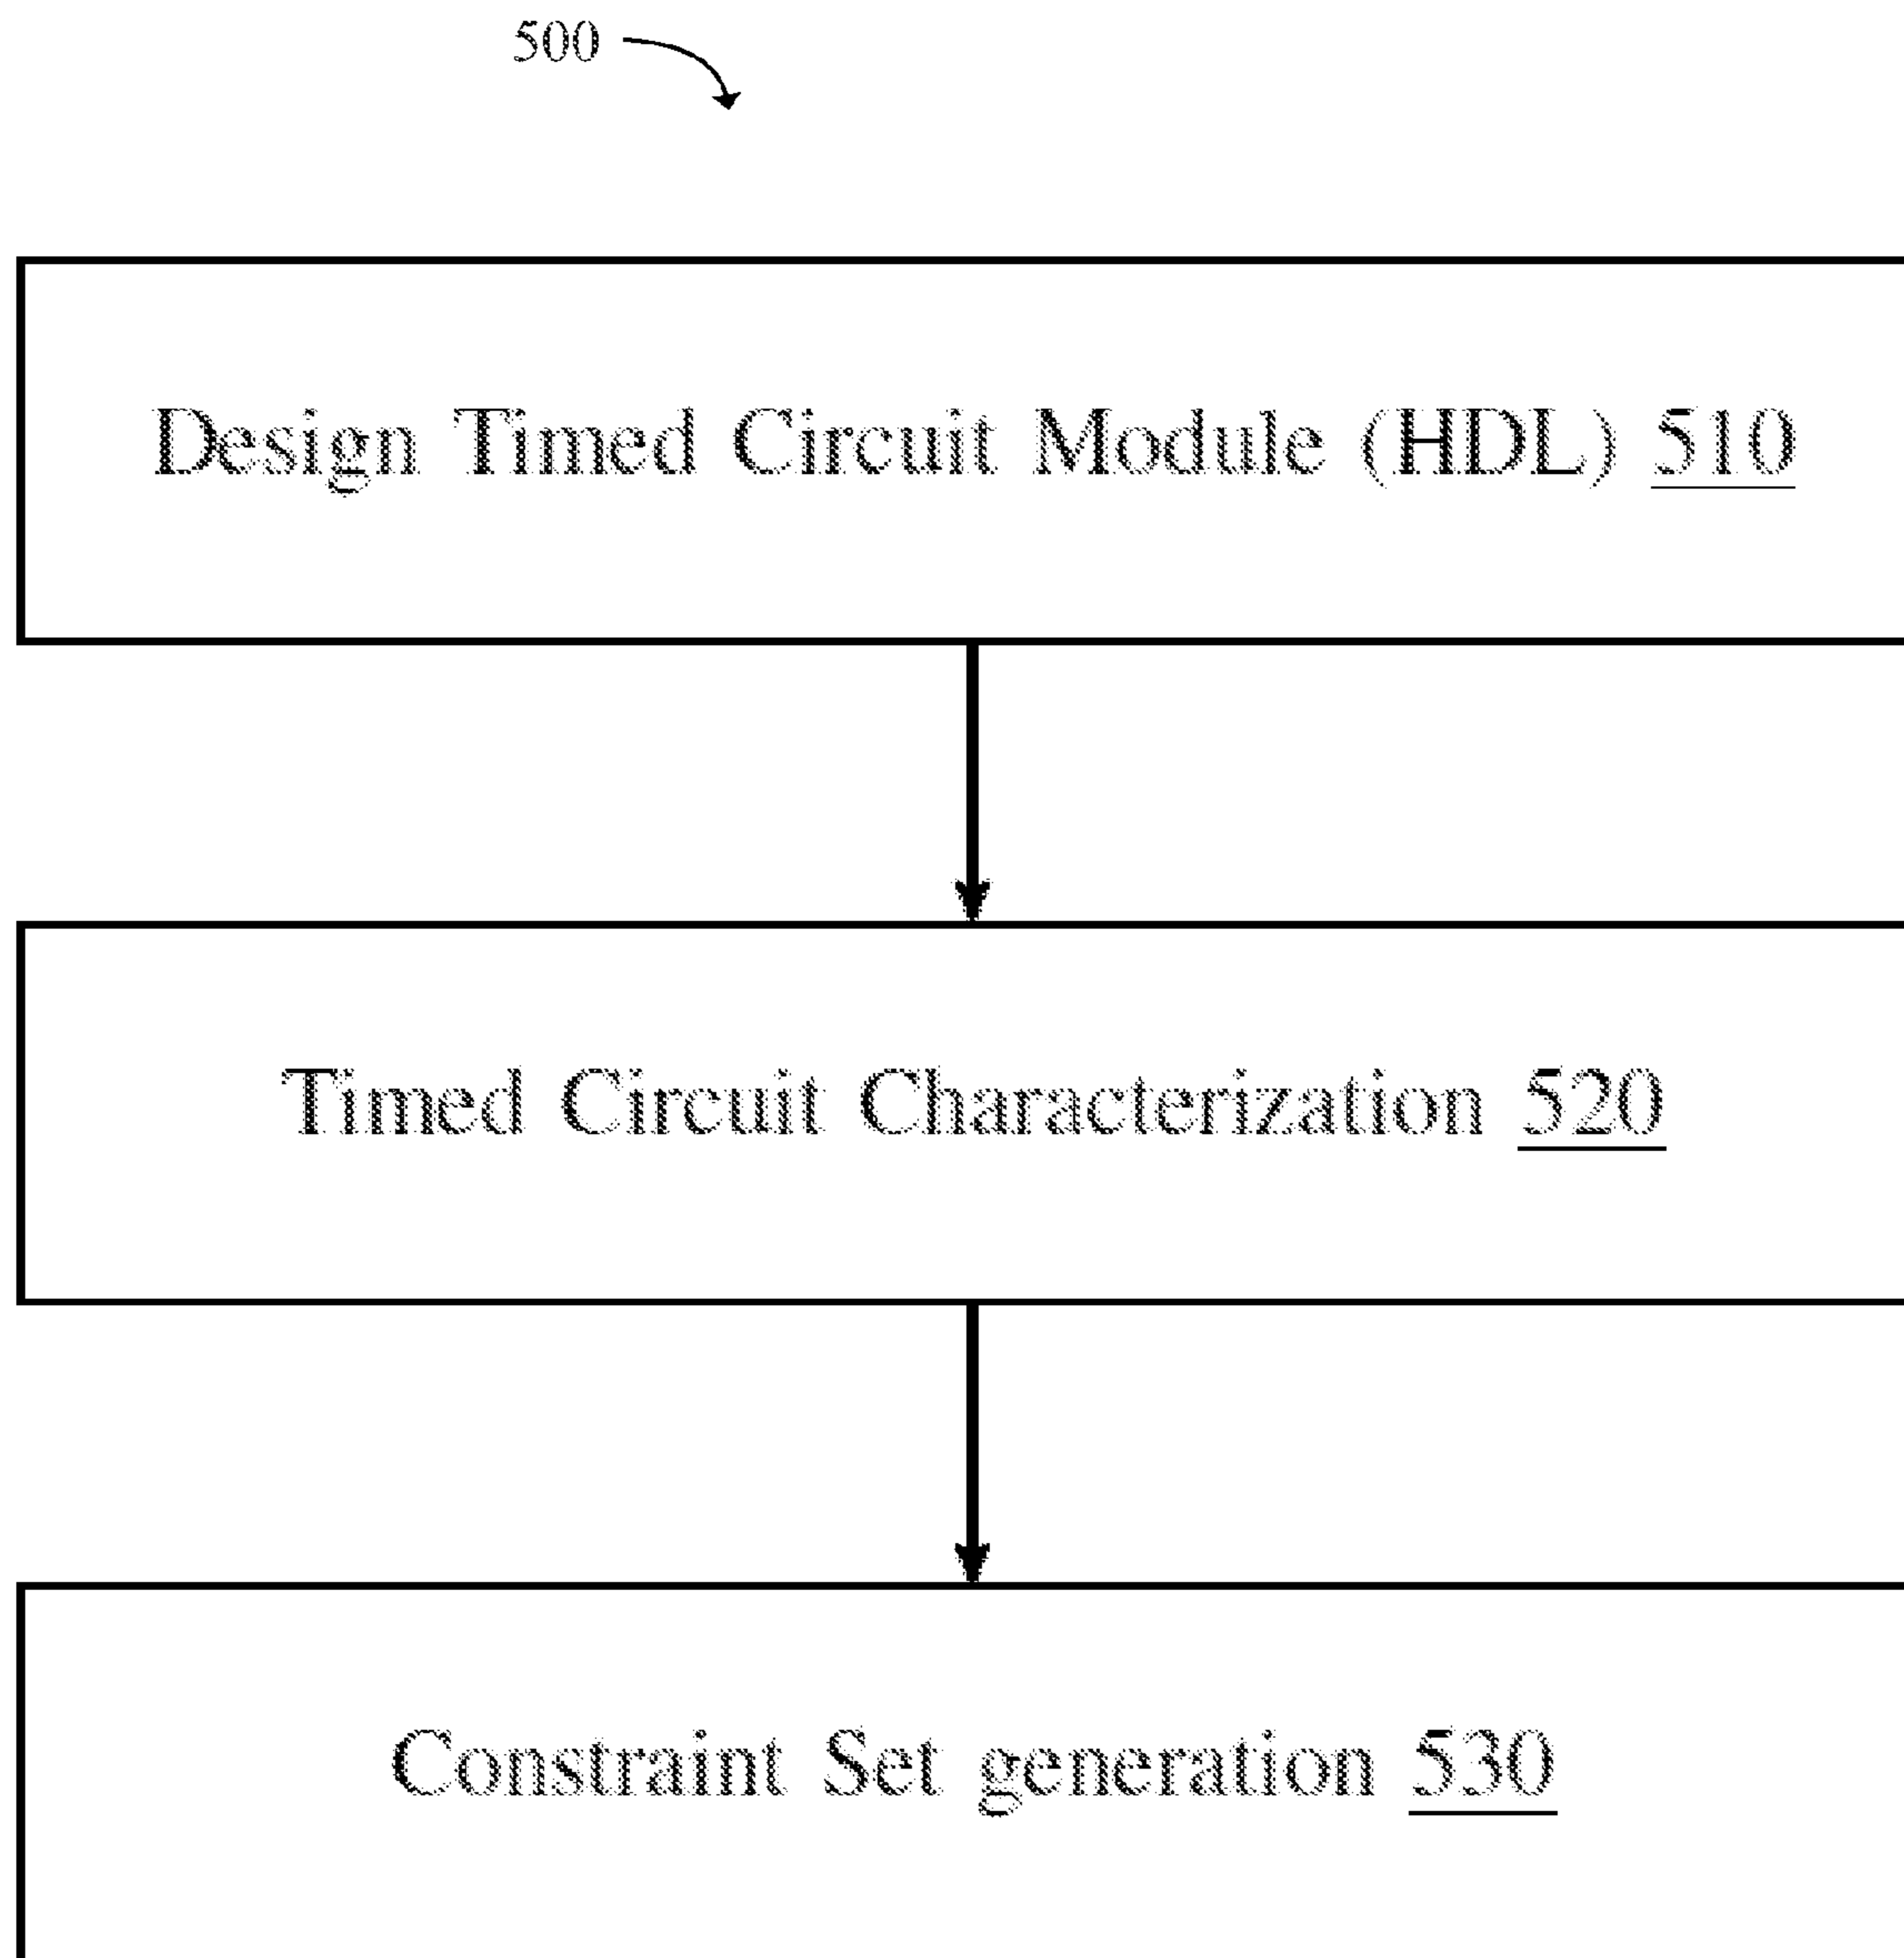 500
Design Timed Circuit Module (HDL) 510
Timed Circuit Characterization 520
Constraint Set generation 530